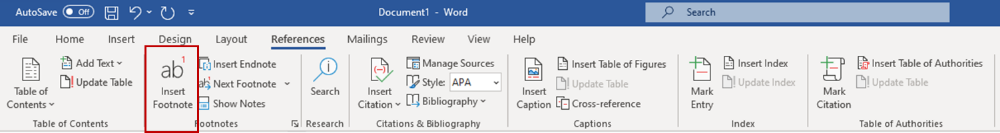 AutoSave Off Document1 - Word Search
File Home Insert Design Layout References Mailings Review View Help
Table of Contents
Add Text
Update Table
Table of Contents
ab1
Insert Footnote
Insert Endnote
Next Footnote
Show Notes
Footnotes
Search
Research
Insert Citation
Manage Sources
Style: APA
Bibliography
Citations & Bibliography
Insert Caption
Insert Table of Figures
Update Table
Cross-reference
Captions
Mark Entry
Insert Index
Update Index
Index
Mark Citation
Insert Table of Authorities
Update Table
Table of Authorities